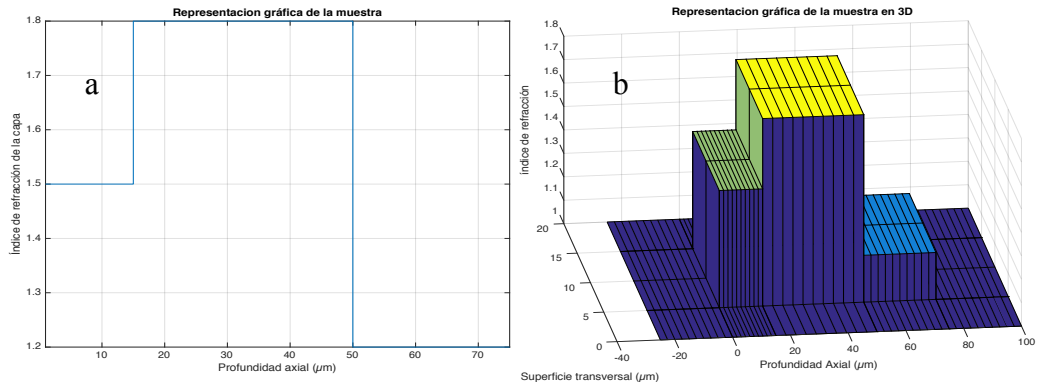 Representacion gráfica de la muestra
a
Índice de refracción de la capa
1.8
1.7
1.6
1.5
1.4
1.3
1.2
10 20 30 40 50 60 70
Profundidad axial (μm)
Representacion gráfica de la muestra en 3D
b
índice de refracción
1.8
1.7
1.6
1.5
1.4
1.3
1.2
1.1
1
20
15
10
5
0
-40 -20 0 20 40 60 80 100
Profundidad Axial (μm)
Superficie transversal (μm)